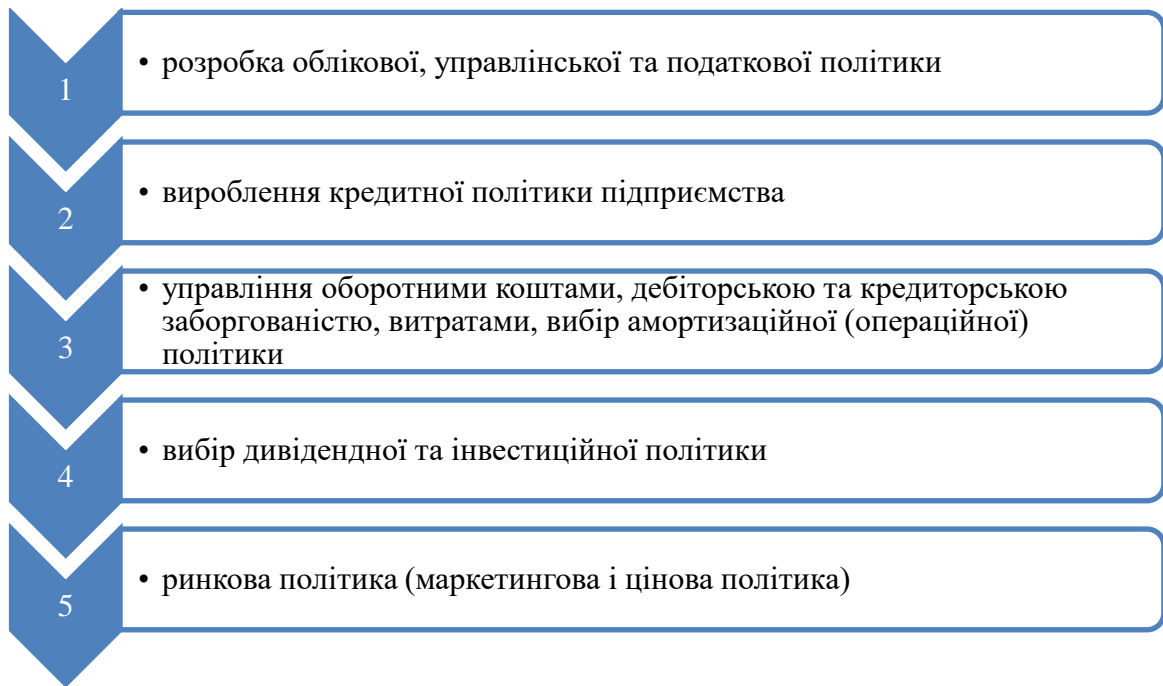 1
• розробка облікової, управлінської та податкової політики
2
• вироблення кредитної політики підприємства
3
• управління оборотними коштами, дебіторською та кредиторською
заборгованістю, витратами, вибір амортизаційної (операційної)
політики
4
• вибір дивідендної та інвестиційної політики
5
• ринкова політика (маркетингова і цінова політика)